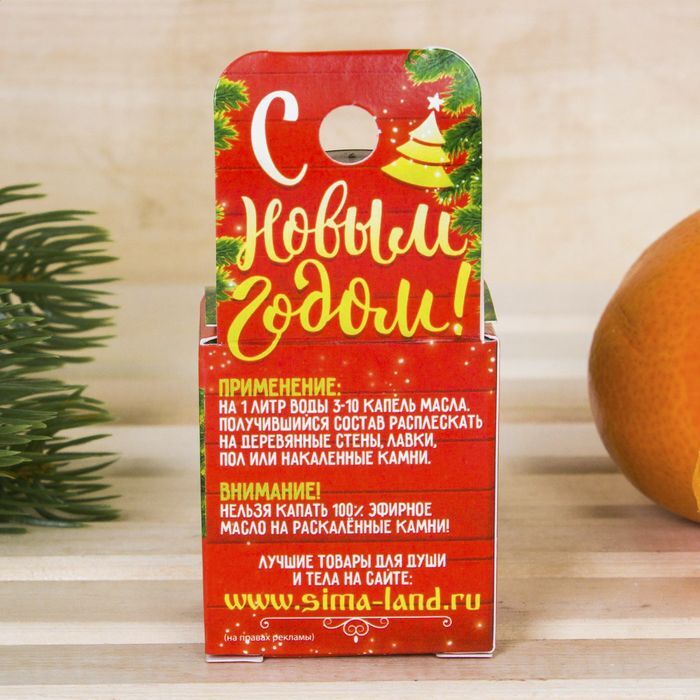 С
Новым
Годом!
ПРИМЕНЕНИЕ:
НА 1 ЛИТР ВОДЫ 3-10 КАПЕЛЬ МАСЛА.
ПОЛУЧИВШИЙСЯ СОСТАВ РАСПЛЕСКАТЬ
НА ДЕРЕВЯННЫЕ СТЕНЫ, ЛАВКИ,
ПОЛ ИЛИ НАКАЛЕННЫЕ КАМНИ.
ВНИМАНИЕ!
НЕЛЬЗЯ КАПАТЬ 100% ЭФИРНОЕ
МАСЛО НА РАСКАЛЁННЫЕ КАМНИ!
ЛУЧШИЕ ТОВАРЫ ДЛЯ ДУШИ
И ТЕЛА НА САЙТЕ:
www.sima-land.ru
(на правах рекламы)